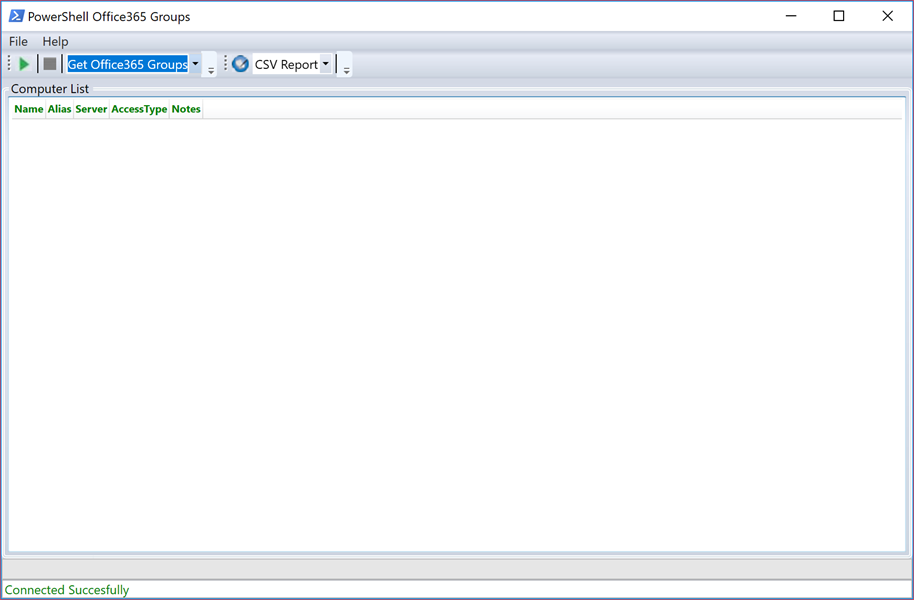 PowerShell Office365 Groups
File Help
Get Office365 Groups CSV Report
Computer List
Name Alias Server AccessType Notes
Connected Succesfully